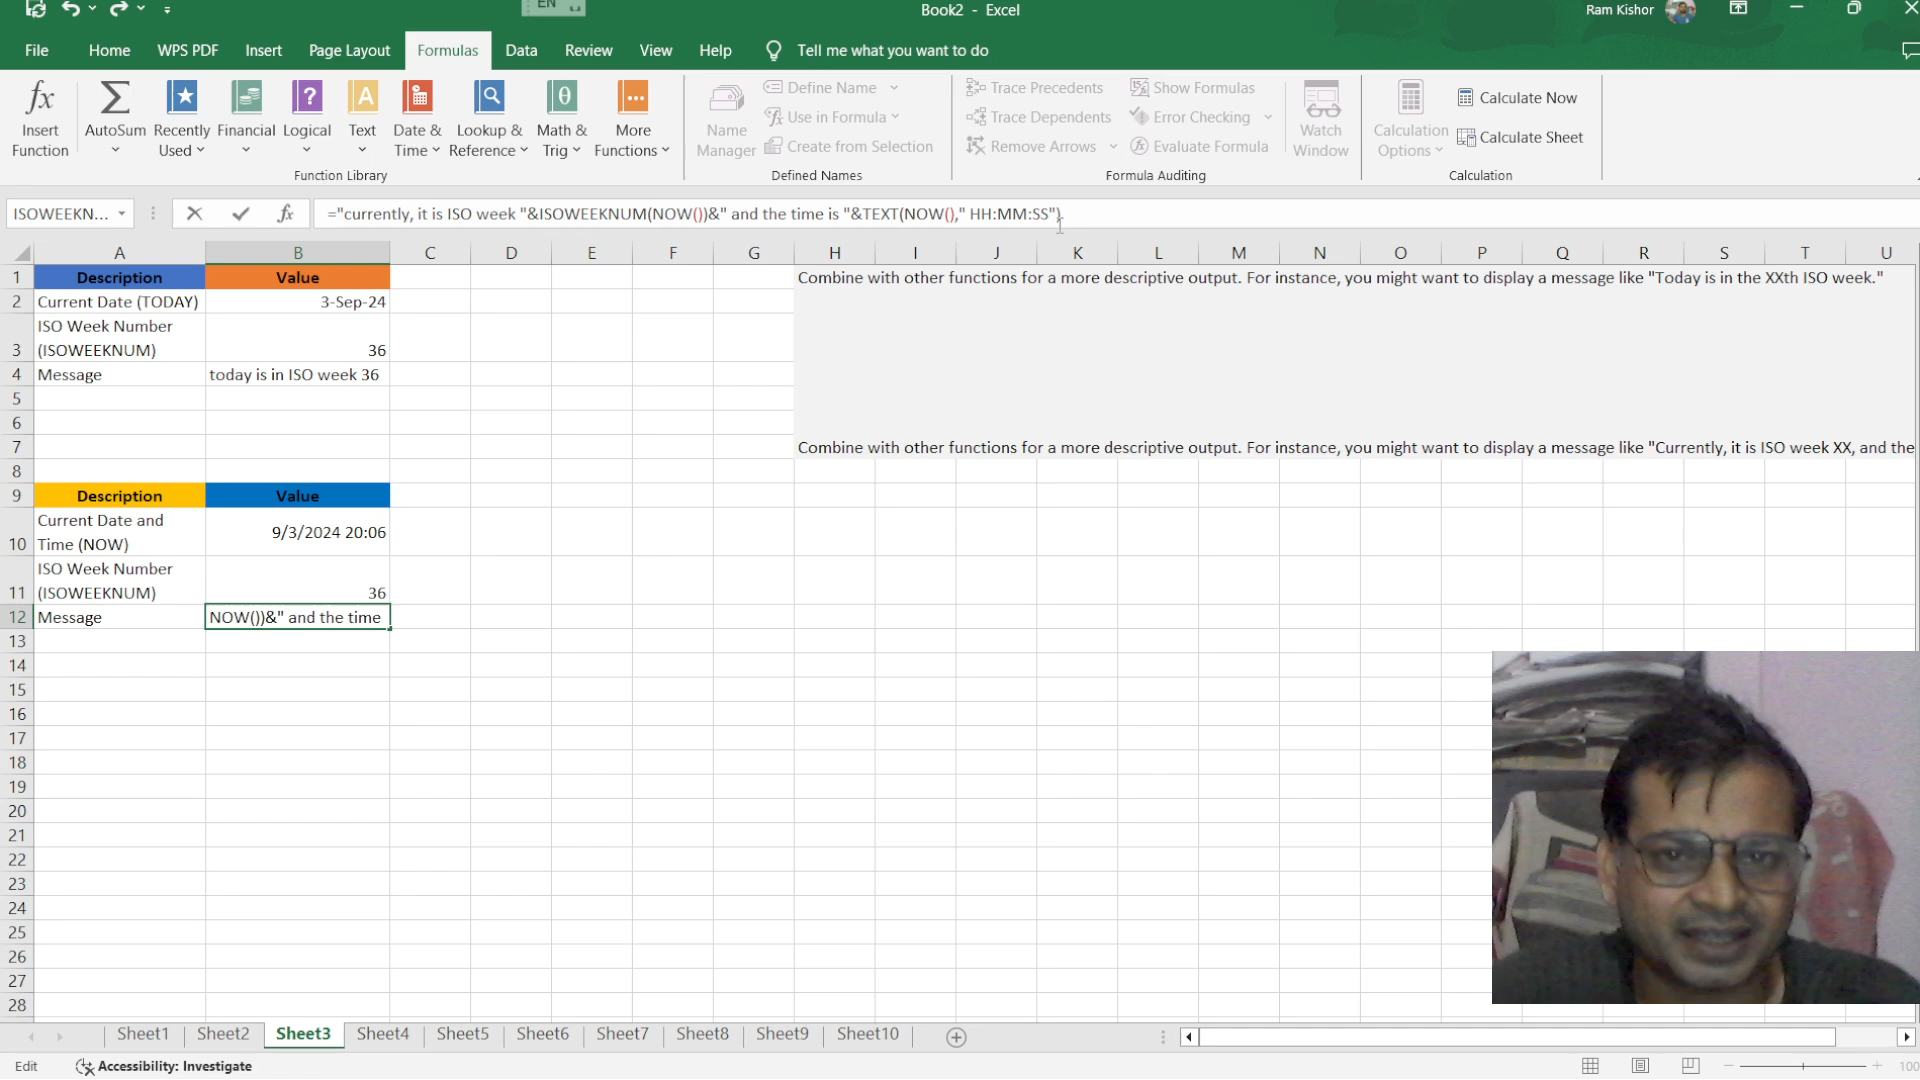 EN
Book2 - Excel
Ram Kishor
File Home WPS PDF Insert Page Layout Formulas Data Review View Help Tell me what you want to do
fx Insert Function
Σ AutoSum
Recently Used
Financial
? Logical
A Text
Date & Time
Lookup & Reference
θ Math & Trig
More Functions
Function Library
Name Manager
Define Name
Use in Formula
Create from Selection
Defined Names
Trace Precedents
Trace Dependents
Remove Arrows
Show Formulas
Error Checking
Evaluate Formula
Formula Auditing
Watch Window
Calculation Options
Calculate Now
Calculate Sheet
Calculation
ISOWEEKN... fx ="currently, it is ISO week "&ISOWEEKNUM(NOW())&" and the time is "&TEXT(NOW()," HH:MM:SS")
A B C D E F G H I J K L M N O P Q R S T U
1 Description Value Combine with other functions for a more descriptive output. For instance, you might want to display a message like "Today is in the XXth ISO week."
2 Current Date (TODAY) 3-Sep-24
ISO Week Number
3 (ISOWEEKNUM) 36
4 Message today is in ISO week 36
5
6
7 Combine with other functions for a more descriptive output. For instance, you might want to display a message like "Currently, it is ISO week XX, and the
8
9 Description Value
Current Date and
10 Time (NOW) 9/3/2024 20:06
ISO Week Number
11 (ISOWEEKNUM) 36
12 Message NOW())&" and the time
13
14
15
16
17
18
19
20
21
22
23
24
25
26
27
28
Sheet1 Sheet2 Sheet3 Sheet4 Sheet5 Sheet6 Sheet7 Sheet8 Sheet9 Sheet10
Edit Accessibility: Investigate 100